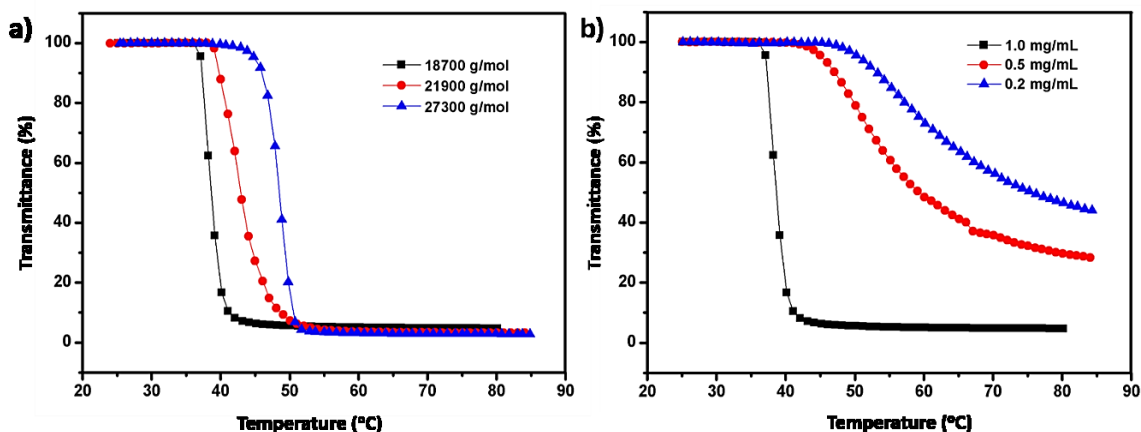 a)
100
80
60
40
20
0
Transmittance (%)
18700 g/mol
21900 g/mol
27300 g/mol
20 30 40 50 60 70 80 90
Temperature (°C)
b)
100
80
60
40
20
0
Transmittance (%)
1.0 mg/mL
0.5 mg/mL
0.2 mg/mL
20 30 40 50 60 70 80 90
Temperature (°C)